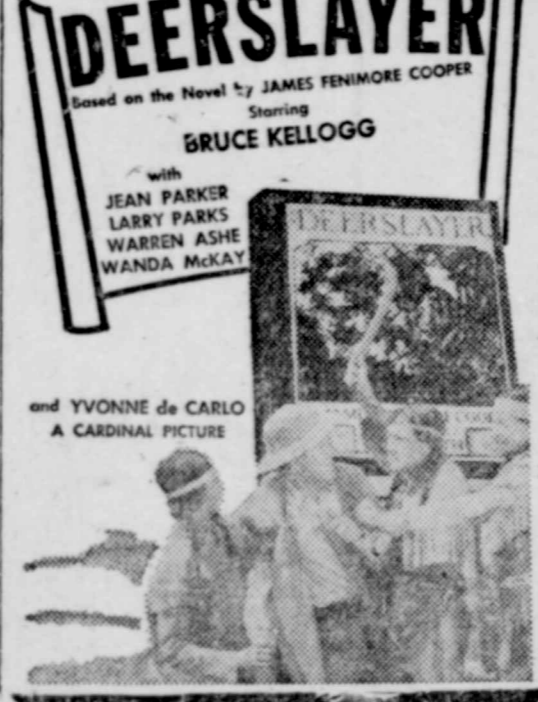 DEERSLAYER
Based on the Novel by JAMES FENIMORE COOPER
Starring
BRUCE KELLOGG
with
JEAN PARKER
LARRY PARKS
WARREN ASHE
WANDA McKAY
DEERSLAYER
and YVONNE de CARLO
A CARDINAL PICTURE